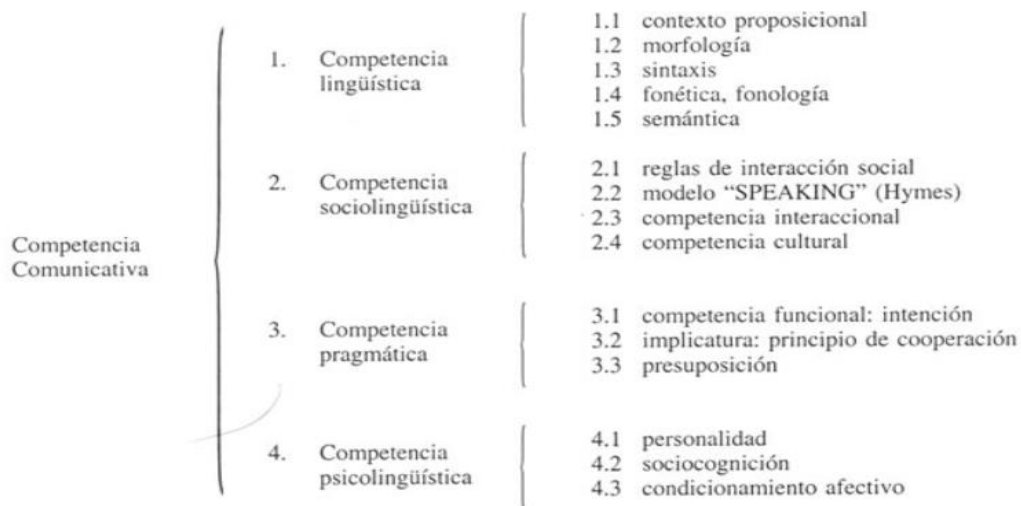 Competencia
Comunicativa
1. Competencia
lingüística
1.1 contexto proposicional
1.2 morfología
1.3 sintaxis
1.4 fonética, fonología
1.5 semántica
2. Competencia
sociolingüística
2.1 reglas de interacción social
2.2 modelo “SPEAKING” (Hymes)
2.3 competencia interaccional
2.4 competencia cultural
3. Competencia
pragmática
3.1 competencia funcional: intención
3.2 implicatura: principio de cooperación
3.3 presuposición
4. Competencia
psicolingüística
4.1 personalidad
4.2 sociocognición
4.3 condicionamiento afectivo